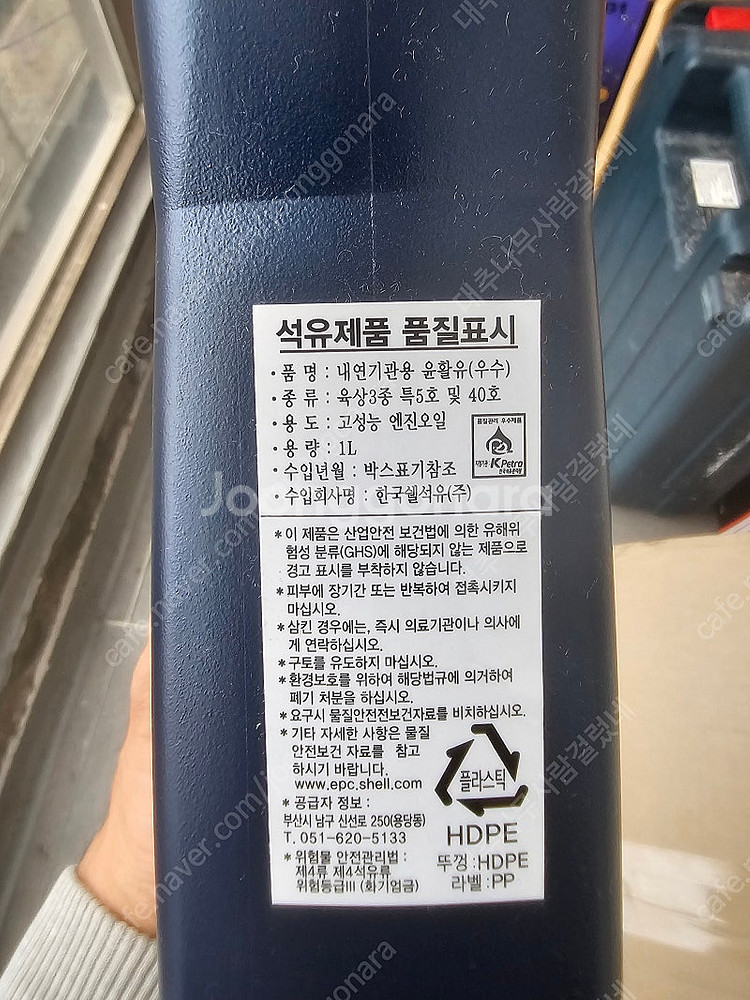 석유제품 품질표시
·품 명 : 내연기관용 윤활유(우수)
·종 류 : 육상3종 특5호 및 40호
·용 도 : 고성능 엔진오일
·용 량 : 1L
·수입년월 : 박스표기참조
·수입회사명 : 한국쉘석유(주)
품질관리 우수제품
K Petro
*이 제품은 산업안전 보건법에 의한 유해위
험성 분류(GHS)에 해당되지 않는 제품으로
경고 표시를 부착하지 않습니다.
*피부에 장기간 또는 반복하여 접촉시키지
마십시오.
*삼킨 경우에는, 즉시 의료기관이나 의사에
게 연락하십시오.
*구토를 유도하지 마십시오.
*환경보호를 위하여 해당법규에 의거하여
폐기 처분을 하십시오.
*요구시 물질안전전보건자료를 비치하십시오.
*기타 자세한 사항은 물질
안전보건 자료를 참고
하시기 바랍니다.
www.epc.shell.com
*공급자 정보 :
부산시 남구 신선로 250(용당동)
T. 051-620-5133
*위험물 안전관리법 :
제4류 제4석유류
위험등급III (화기엄금)
플라스틱
HDPE
뚜껑 :HDPE
라벨 :PP
Joonggonara
대추나무사람걸렸네